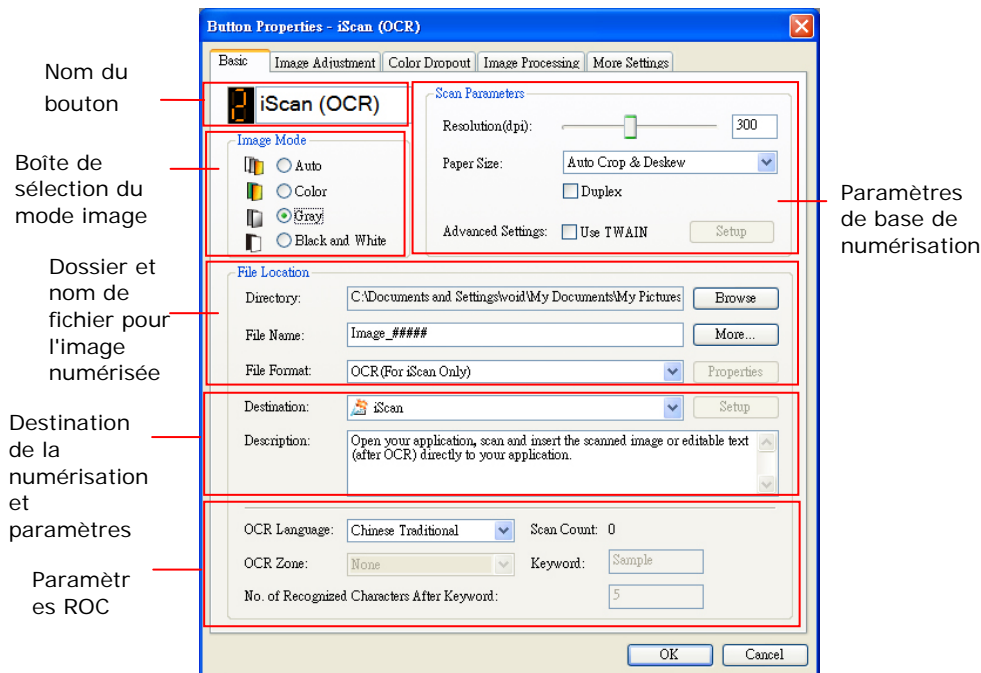 Button Properties - iScan (OCR)
Basic Image Adjustment Color Dropout Image Processing More Settings
Nom du
bouton
2 iScan (OCR)
Boîte de
sélection du
mode image
Image Mode
Auto
Color
Gray
Black and White
Scan Parameters
Resolution(dpi): 300
Paper Size: Auto Crop & Deskew
Duplex
Advanced Settings: Use TWAIN Setup
Paramètres
de base de
numérisation
Dossier et
nom de
fichier pour
l'image
numérisée
File Location
Directory: C:\Documents and Settings\void\My Documents\My Pictures Browse
File Name: Image_##### More...
File Format: OCR(For iScan Only) Properties
Destination
de la
numérisation
et
paramètres
Destination: iScan Setup
Description: Open your application, scan and insert the scanned image or editable text
(after OCR) directly to your application.
Paramètr
es ROC
OCR Language: Chinese Traditional Scan Count: 0
OCR Zone: None Keyword: Sample
No. of Recognized Characters After Keyword: 5
OK Cancel